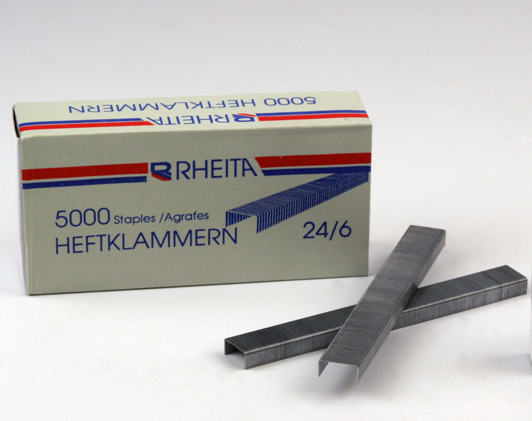 5000 HEFTKLAMMERN
RHEITA
RHEITA
5000 Staples / Agrafes
HEFTKLAMMERN
24/6